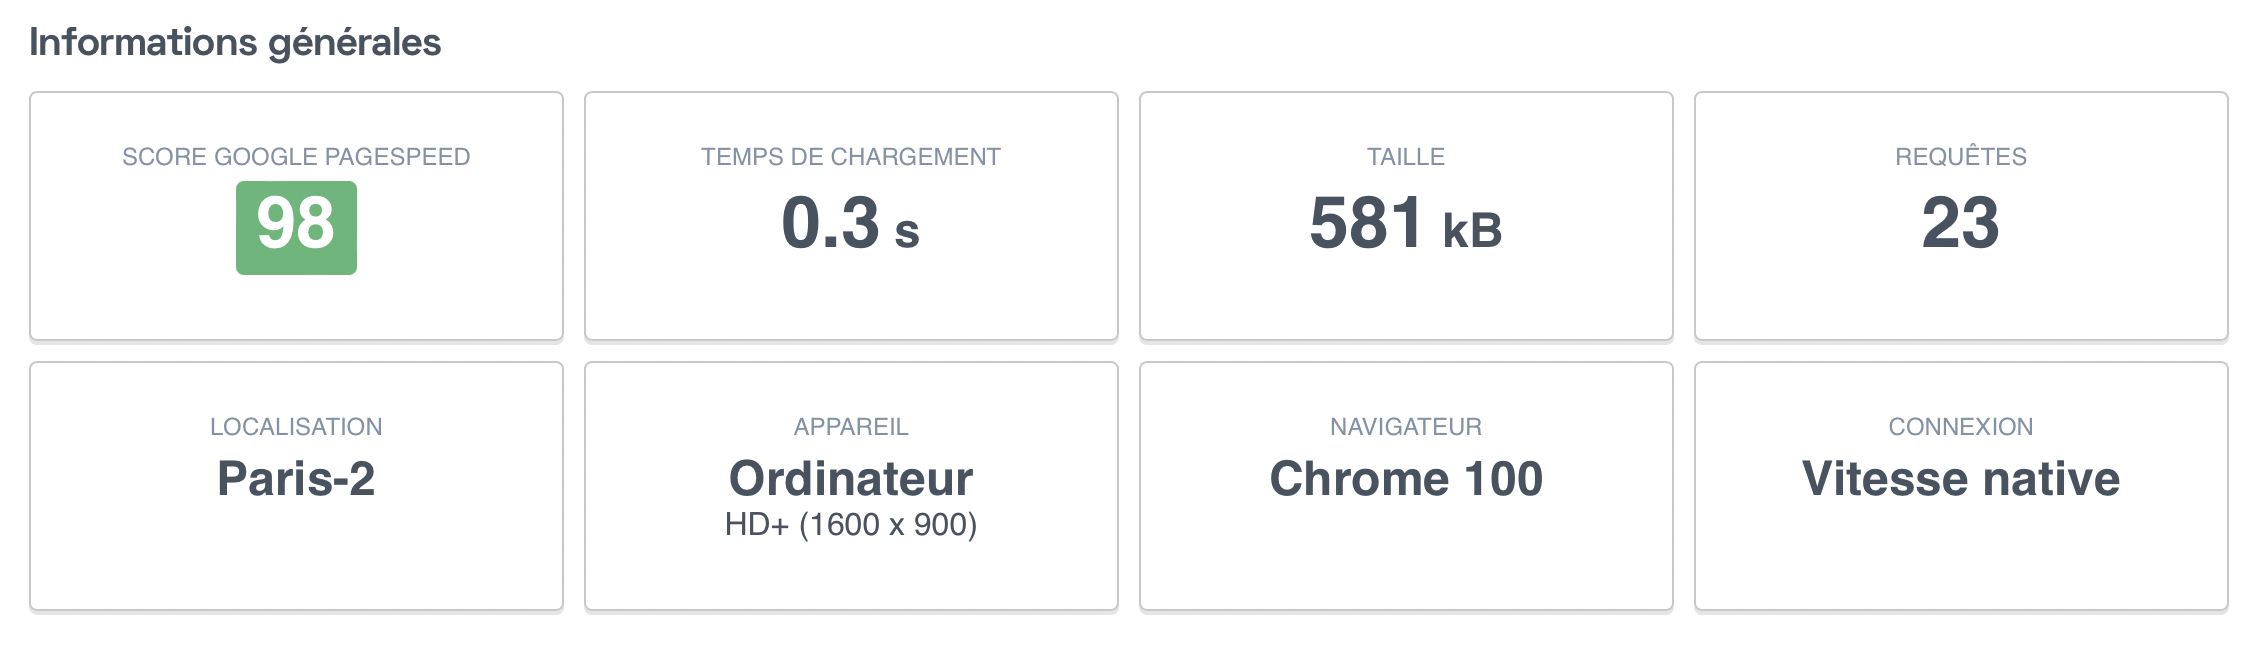 Informations générales
SCORE GOOGLE PAGESPEED
98
TEMPS DE CHARGEMENT
0.3 s
TAILLE
581 kB
REQUÊTES
23
LOCALISATION
Paris-2
APPAREIL
Ordinateur
HD+ (1600 x 900)
NAVIGATEUR
Chrome 100
CONNEXION
Vitesse native